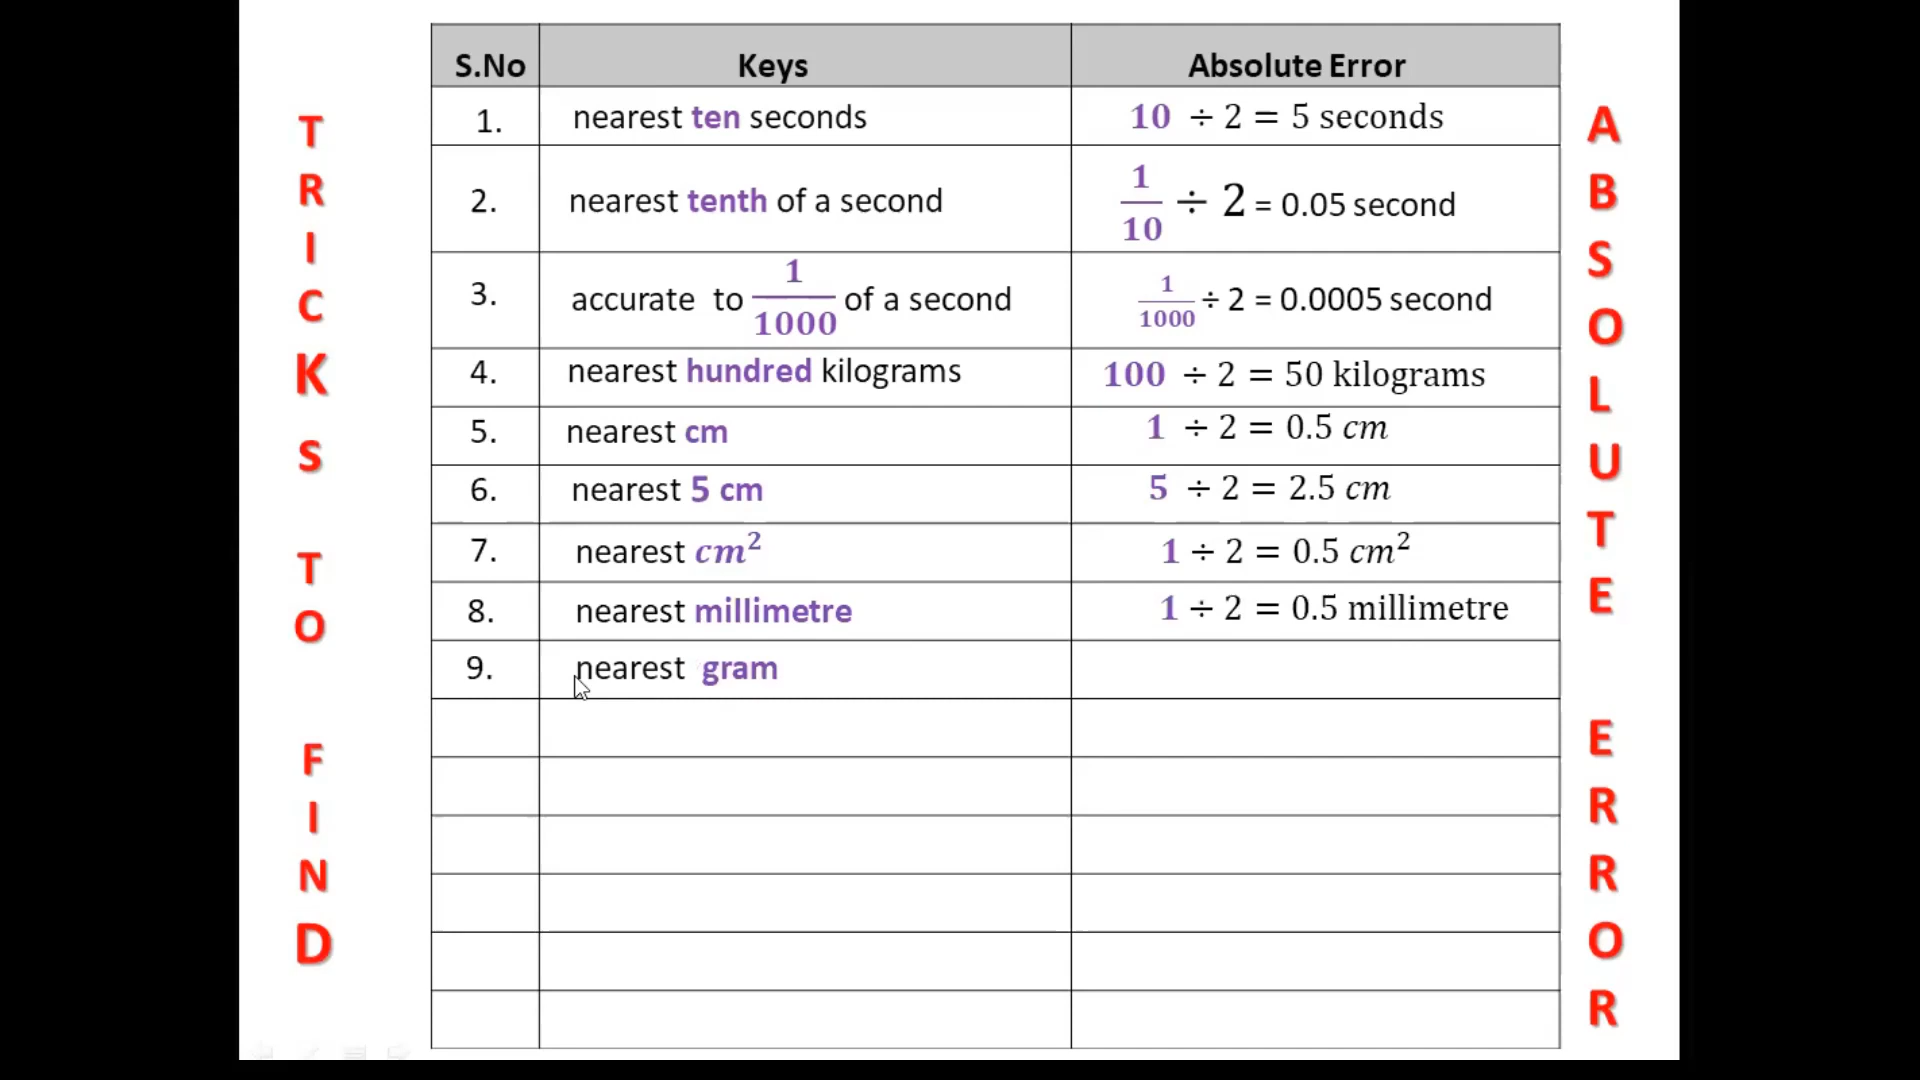 TRICKS TO FIND
S.No Keys Absolute Error
1. nearest ten seconds 10 ÷ 2 = 5 seconds
2. nearest tenth of a second 1/10 ÷ 2 = 0.05 second
3. accurate to 1/1000 of a second 1/1000 ÷ 2 = 0.0005 second
4. nearest hundred kilograms 100 ÷ 2 = 50 kilograms
5. nearest cm 1 ÷ 2 = 0.5 cm
6. nearest 5 cm 5 ÷ 2 = 2.5 cm
7. nearest cm² 1 ÷ 2 = 0.5 cm²
8. nearest millimetre 1 ÷ 2 = 0.5 millimetre
9. nearest gram
ABSOLUTE ERROR